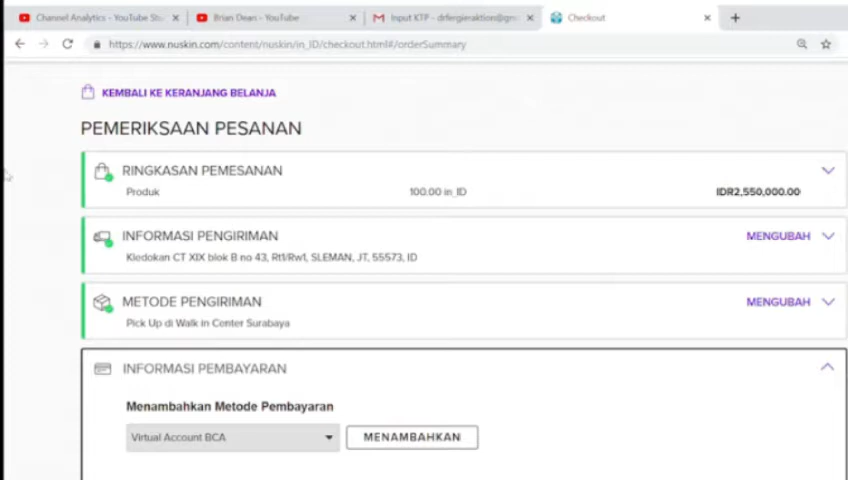 Channel Analytics - YouTube Stu
Brian Dean - YouTube
Input KTP - drfergieraktion@gm
Checkout
https://www.nuskin.com/content/nuskin/in_ID/checkout.html#/orderSummary
KEMBALI KE KERANJANG BELANJA
PEMERIKSAAN PESANAN
RINGKASAN PEMESANAN
Produk 100.00 in_ID IDR2,550,000.00
INFORMASI PENGIRIMAN MENGUBAH
Kledokan CT XIX blok B no 43, Rt1/Rw1, SLEMAN, JT, 55573, ID
METODE PENGIRIMAN MENGUBAH
Pick Up di Walk in Center Surabaya
INFORMASI PEMBAYARAN
Menambahkan Metode Pembayaran
Virtual Account BCA MENAMBAHKAN